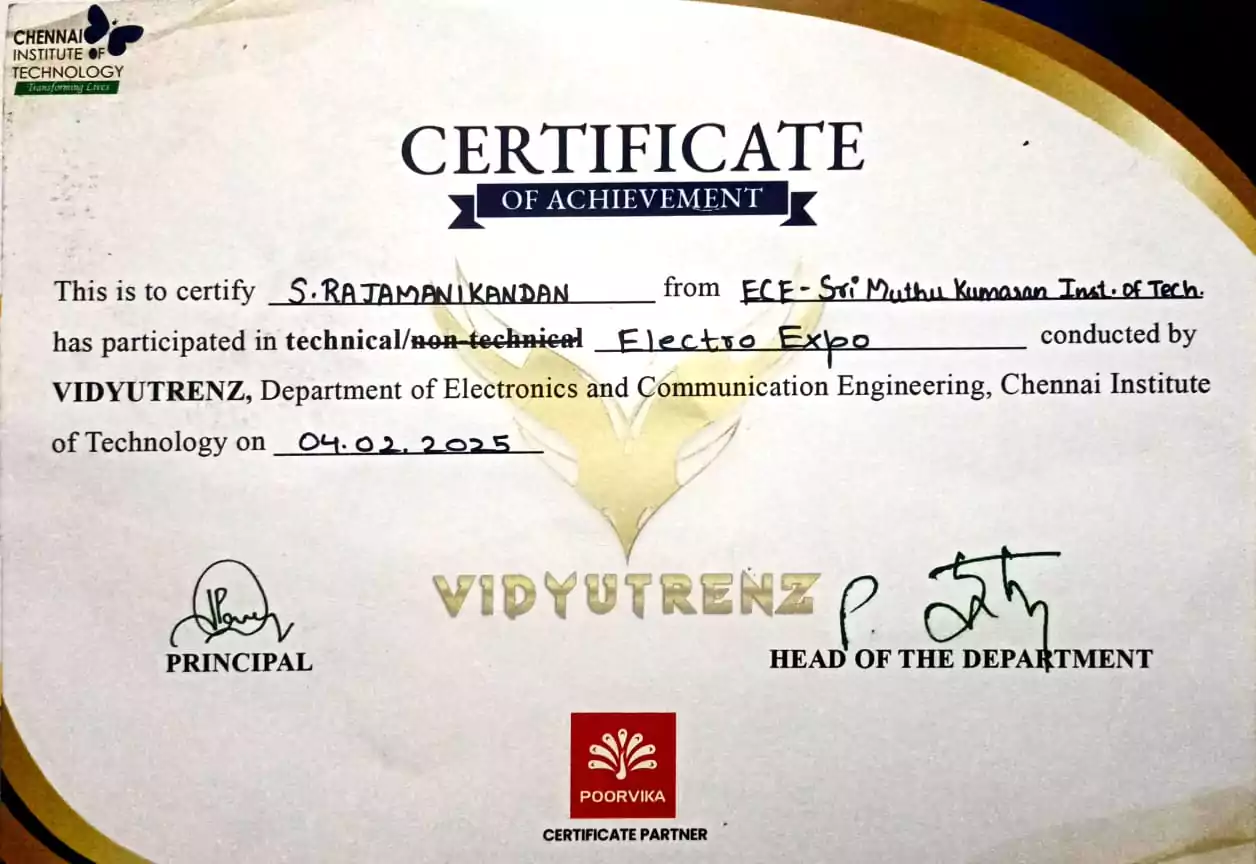 CHENNAI
INSTITUTE OF
TECHNOLOGY
Transforming Lives
CERTIFICATE
OF ACHIEVEMENT
This is to certify S.RAJAMANIKANDAN from ECE - Sri Muthu Kumaran Inst. of Tech.
has participated in technical/non-technical Electro Expo conducted by
VIDYUTRENZ, Department of Electronics and Communication Engineering, Chennai Institute
of Technology on 04.02.2025
VIDYUTRENZ
PRINCIPAL
HEAD OF THE DEPARTMENT
POORVIKA
CERTIFICATE PARTNER